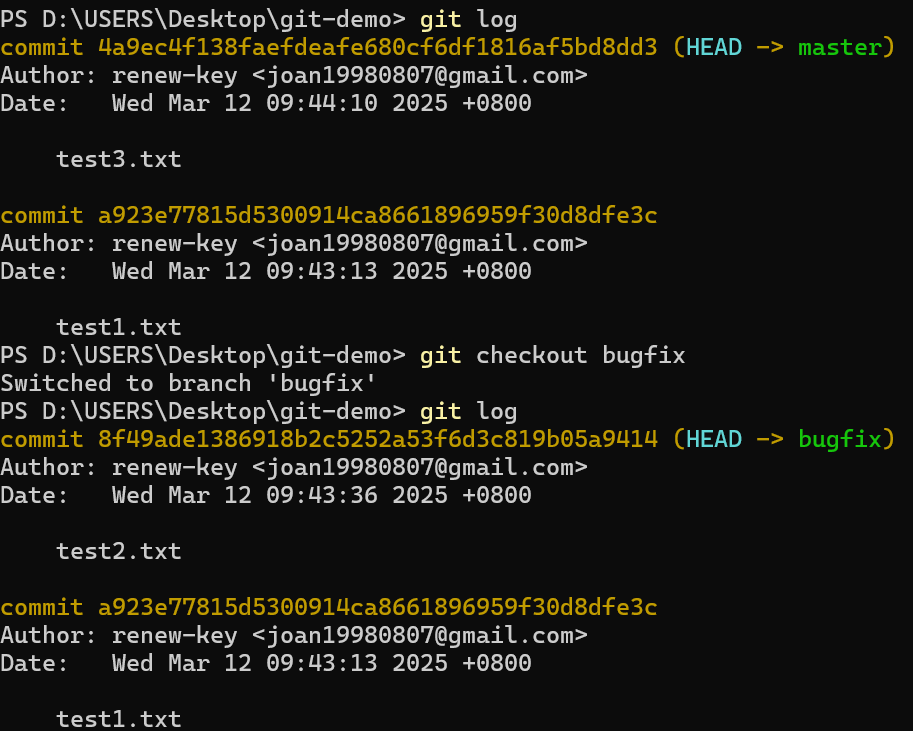 PS D:\USERS\Desktop\git-demo> git log
commit 4a9ec4f138faefdeafe680cf6df1816af5bd8dd3 (HEAD -> master)
Author: renew-key <joan19980807@gmail.com>
Date:   Wed Mar 12 09:44:10 2025 +0800

    test3.txt

commit a923e77815d5300914ca8661896959f30d8dfe3c
Author: renew-key <joan19980807@gmail.com>
Date:   Wed Mar 12 09:43:13 2025 +0800

    test1.txt
PS D:\USERS\Desktop\git-demo> git checkout bugfix
Switched to branch 'bugfix'
PS D:\USERS\Desktop\git-demo> git log
commit 8f49ade1386918b2c5252a53f6d3c819b05a9414 (HEAD -> bugfix)
Author: renew-key <joan19980807@gmail.com>
Date:   Wed Mar 12 09:43:36 2025 +0800

    test2.txt

commit a923e77815d5300914ca8661896959f30d8dfe3c
Author: renew-key <joan19980807@gmail.com>
Date:   Wed Mar 12 09:43:13 2025 +0800

    test1.txt